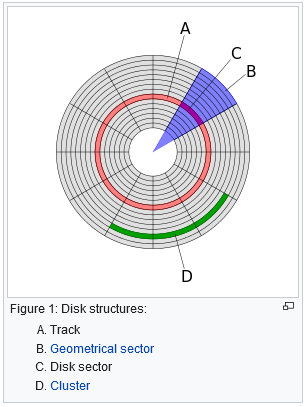 A
C
B
D
Figure 1: Disk structures:
A. Track
B. Geometrical sector
C. Disk sector
D. Cluster